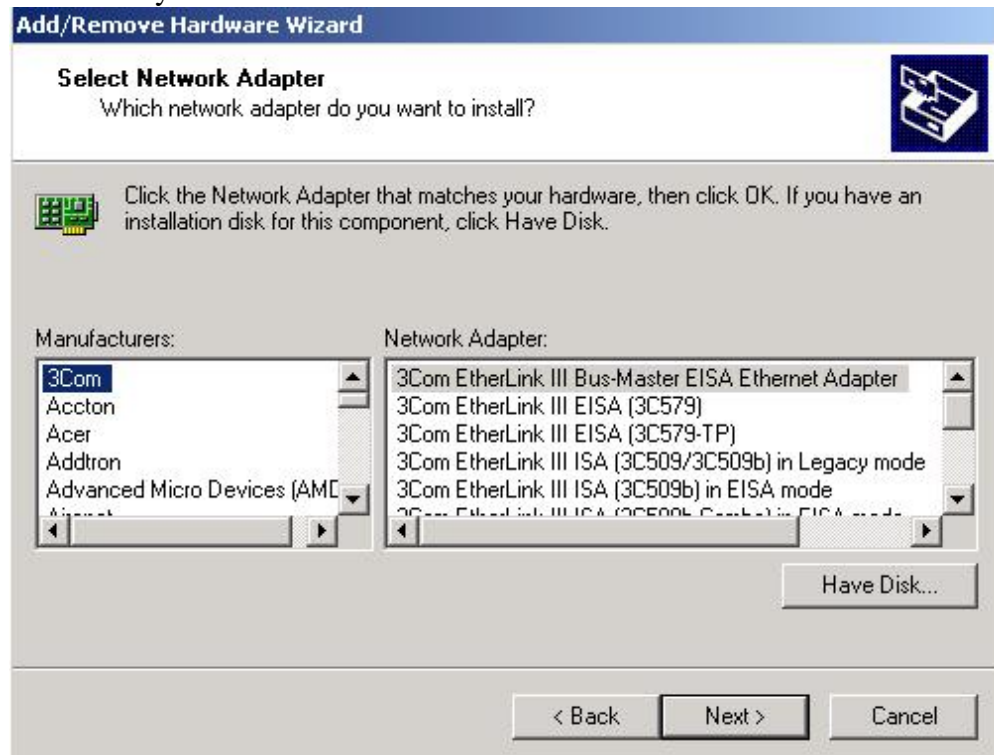 Add/Remove Hardware Wizard
Select Network Adapter
Which network adapter do you want to install?
Click the Network Adapter that matches your hardware, then click OK. If you have an
installation disk for this component, click Have Disk.
Manufacturers:
3Com
Accton
Acer
Addtron
Advanced Micro Devices (AMD
Network Adapter:
3Com EtherLink III Bus-Master EISA Ethernet Adapter
3Com EtherLink III EISA (3C579)
3Com EtherLink III EISA (3C579-TP)
3Com EtherLink III ISA (3C509/3C509b) in Legacy mode
3Com EtherLink III ISA (3C509b) in EISA mode
Have Disk...
< Back
Next >
Cancel